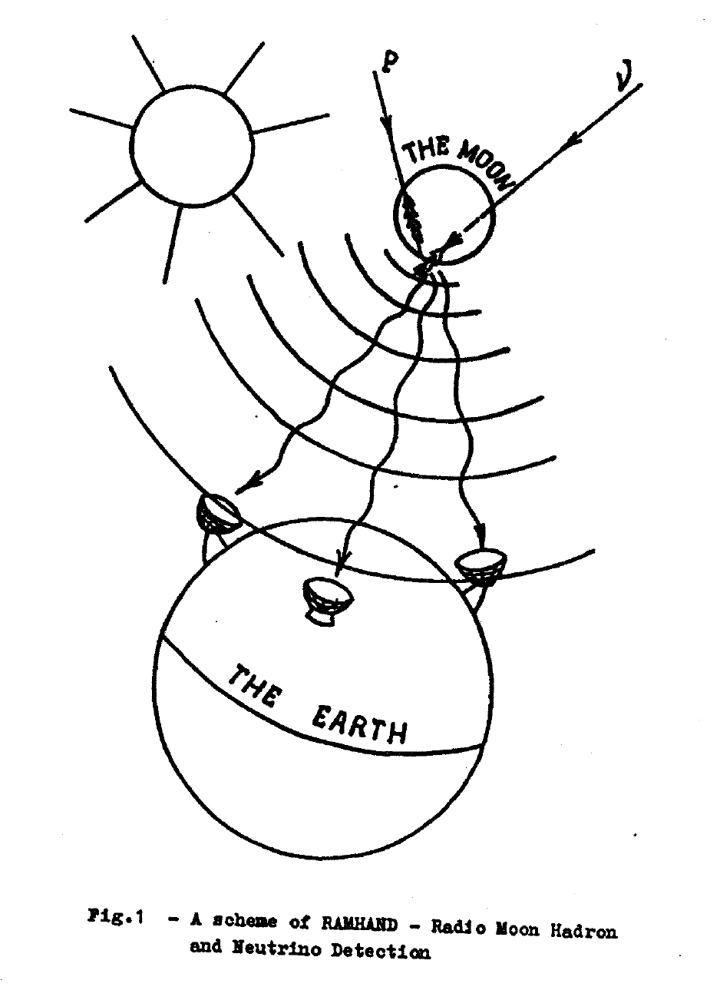 P
ν
THE MOON
THE EARTH
Fig.1 - A scheme of RAMHAND - Radio Moon Hadron
and Neutrino Detection